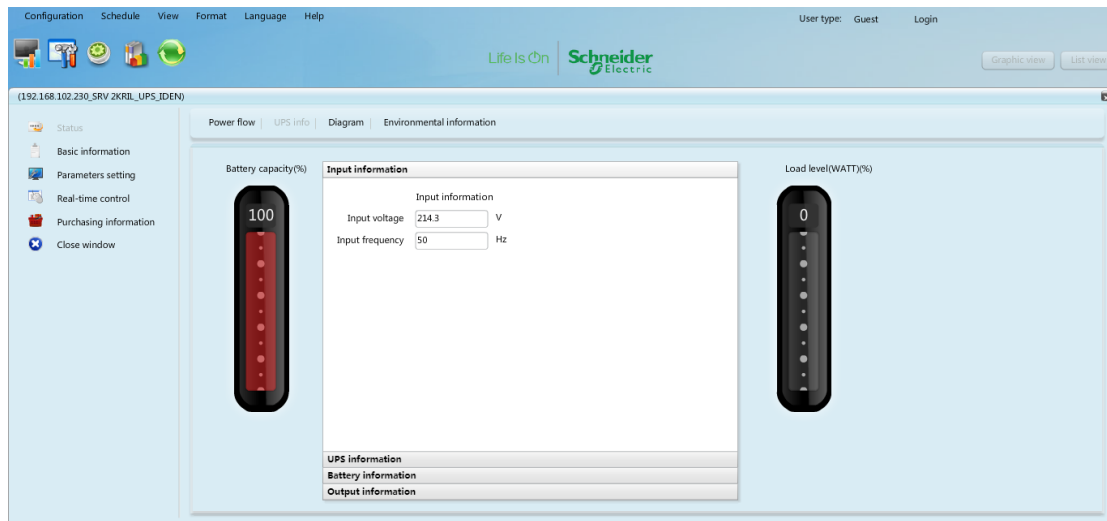 Configuration Schedule View Format Language Help User type: Guest Login
Life Is On Schneider Electric
Graphic view List view
(192.168.102.230_SRV 2KRIL_UPS_IDEN)
Status
Basic information
Parameters setting
Real-time control
Purchasing information
Close window
Power flow | UPS info | Diagram | Environmental information
Battery capacity(%)
100
Input information
Input information
Input voltage 214.3 V
Input frequency 50 Hz
UPS information
Battery information
Output information
Load level(WATT)(%)
0